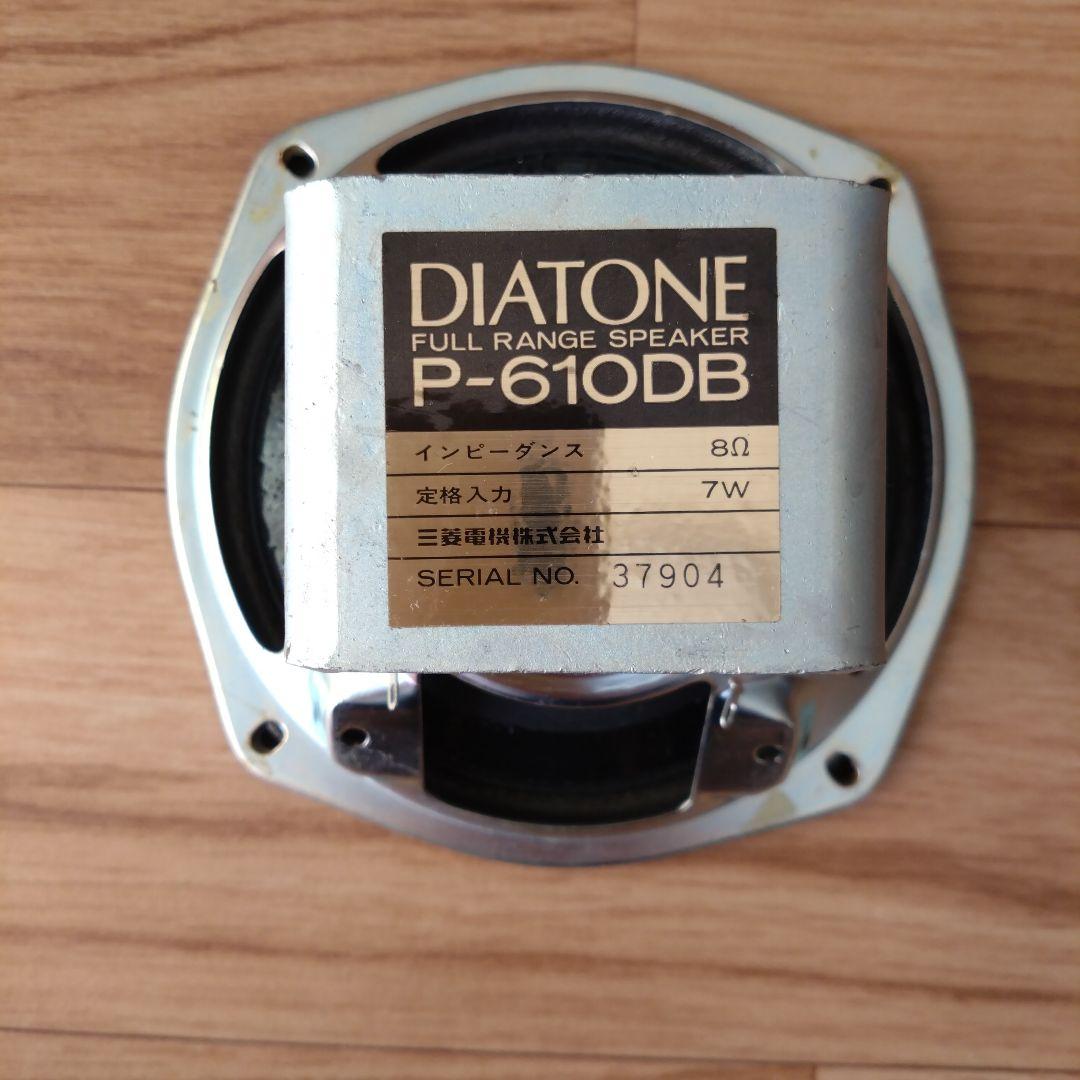 DIATONE
FULL RANGE SPEAKER
P-610DB
インピーダンス 8Ω
定格入力 7W
三菱電機株式会社
SERIAL NO. 37904